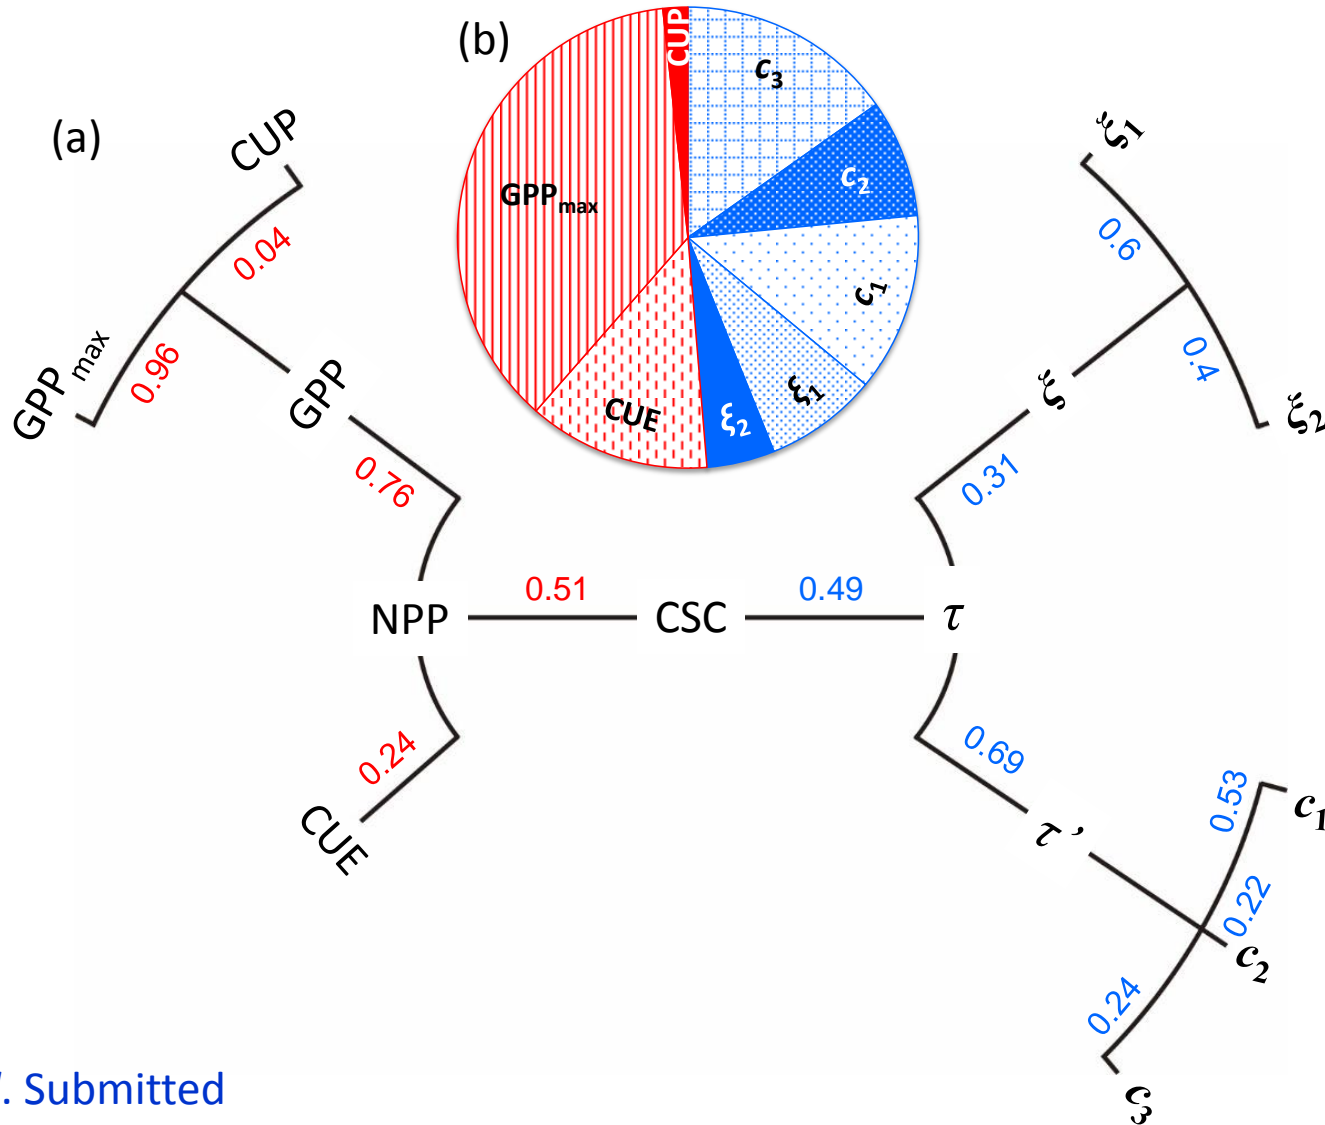 (a)
(b)
CUP
c3
c2
c1
ξ1
ξ2
CUE
GPPmax
CUP
0.04
GPP max
0.96
GPP
0.76
ξ1
0.6
0.4
ξ2
ξ
0.31
NPP
0.51
CSC
0.49
τ
0.24
CUE
0.69
τ’
0.53
c1
0.22
c2
0.24
c3
. Submitted